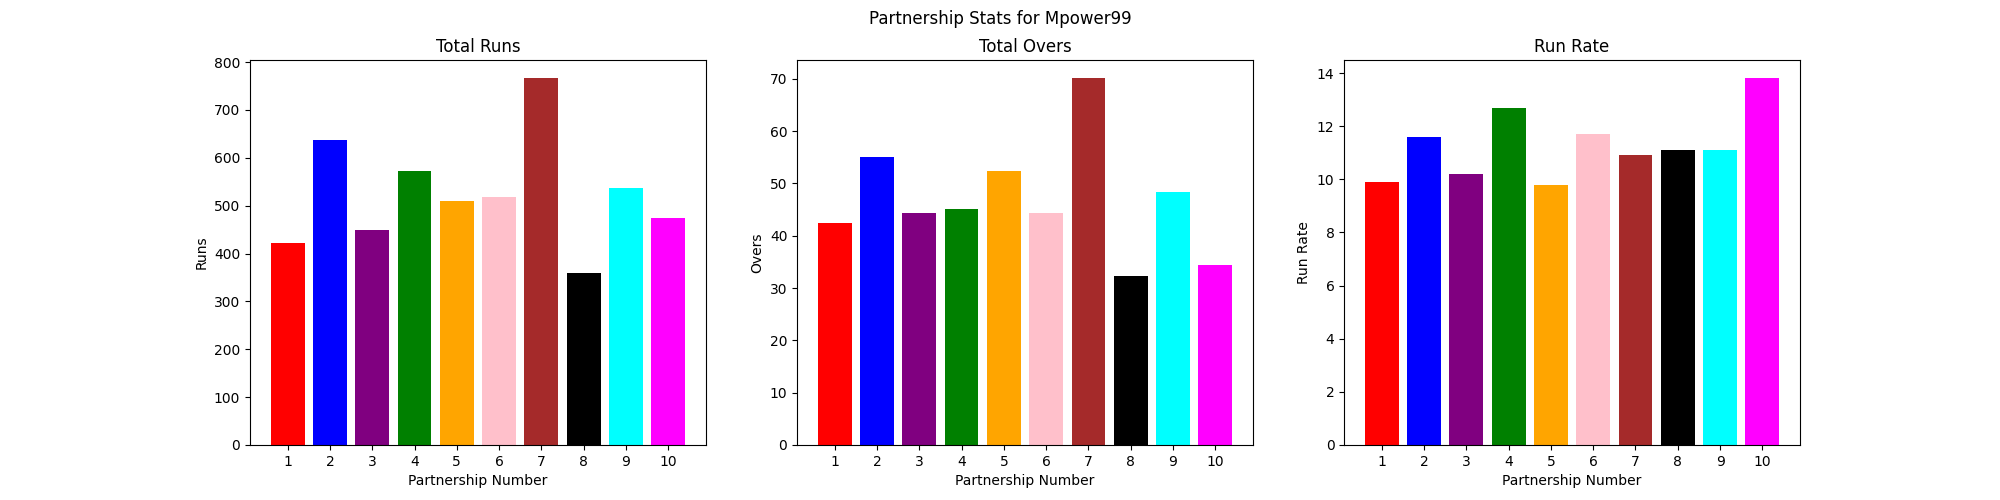 Partnership Stats for Mpower99
Total Runs
Runs
800
700
600
500
400
300
200
100
0
1 2 3 4 5 6 7 8 9 10
Partnership Number
Total Overs
Overs
70
60
50
40
30
20
10
0
1 2 3 4 5 6 7 8 9 10
Partnership Number
Run Rate
Run Rate
14
12
10
8
6
4
2
0
1 2 3 4 5 6 7 8 9 10
Partnership Number